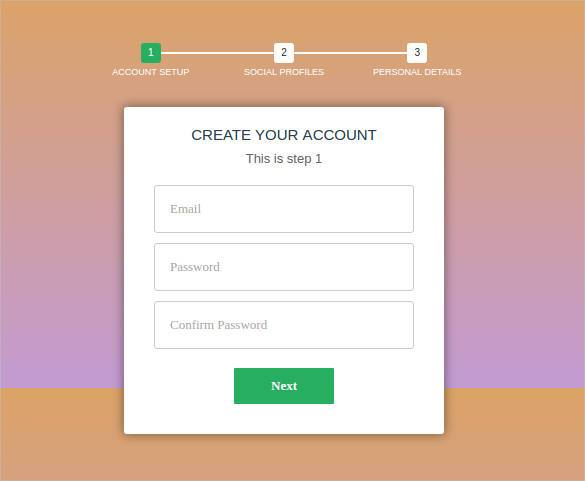 1 2 3
ACCOUNT SETUP SOCIAL PROFILES PERSONAL DETAILS
CREATE YOUR ACCOUNT
This is step 1
Email
Password
Confirm Password
Next